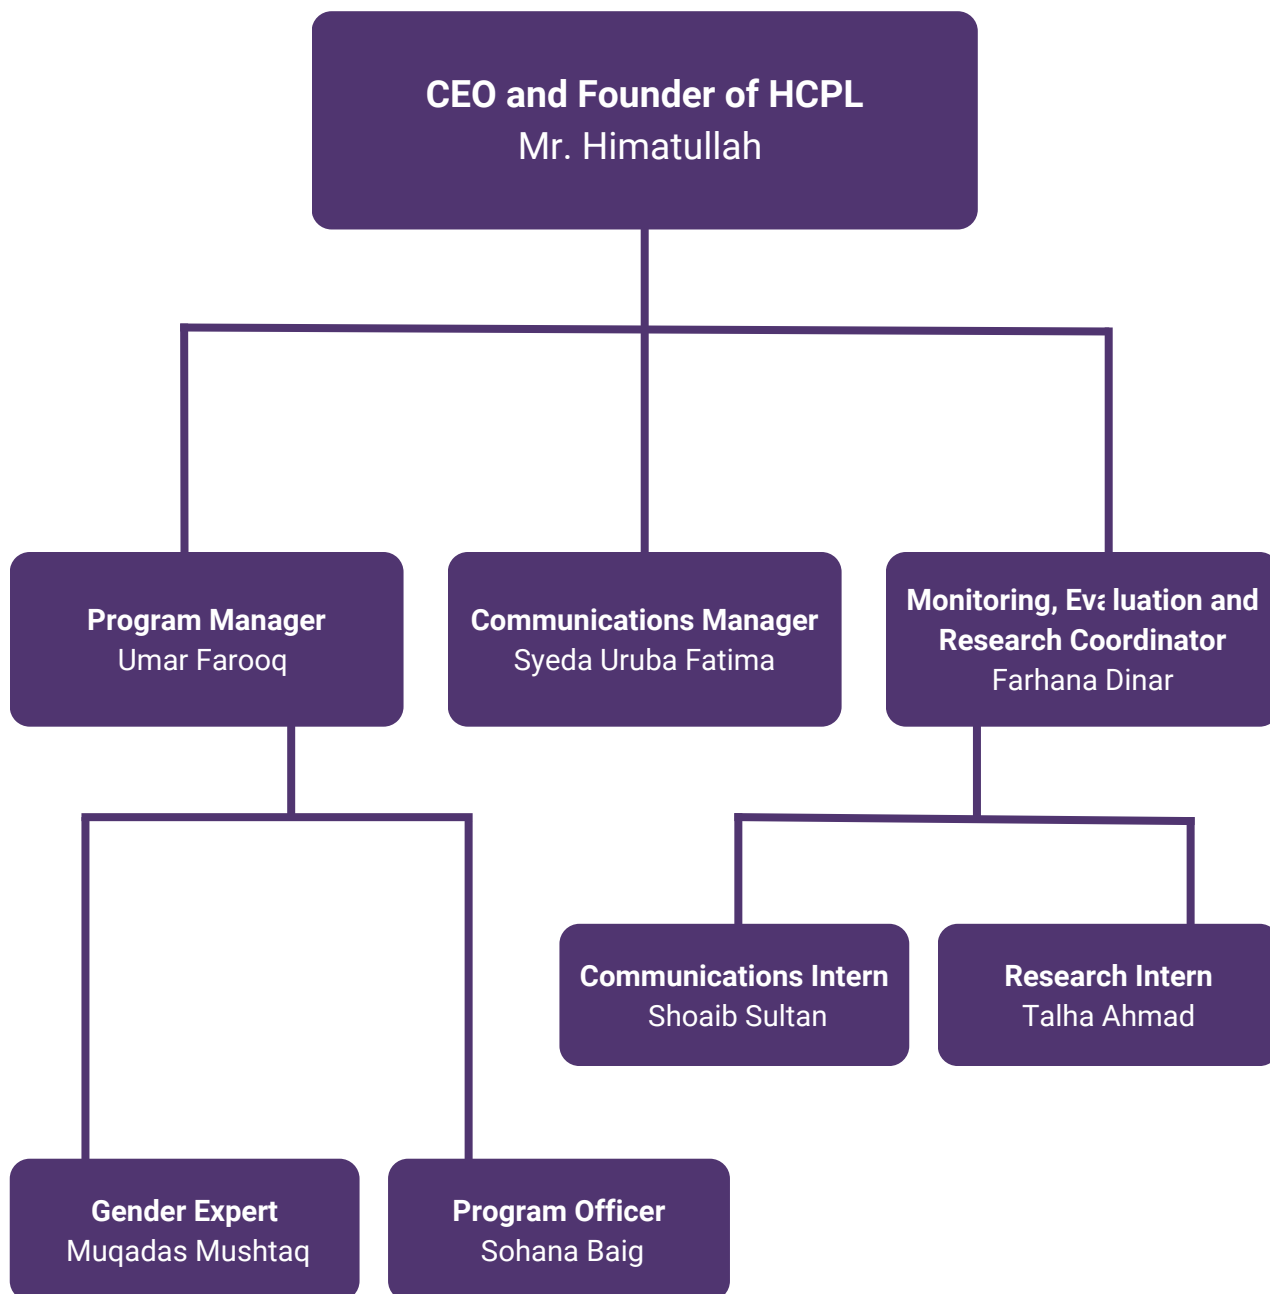 CEO and Founder of HCPL
Mr. Himatullah
Program Manager
Umar Farooq
Communications Manager
Syeda Uruba Fatima
Monitoring, Evaluation and
Research Coordinator
Farhana Dinar
Communications Intern
Shoaib Sultan
Research Intern
Talha Ahmad
Gender Expert
Muqadas Mushtaq
Program Officer
Sohana Baig